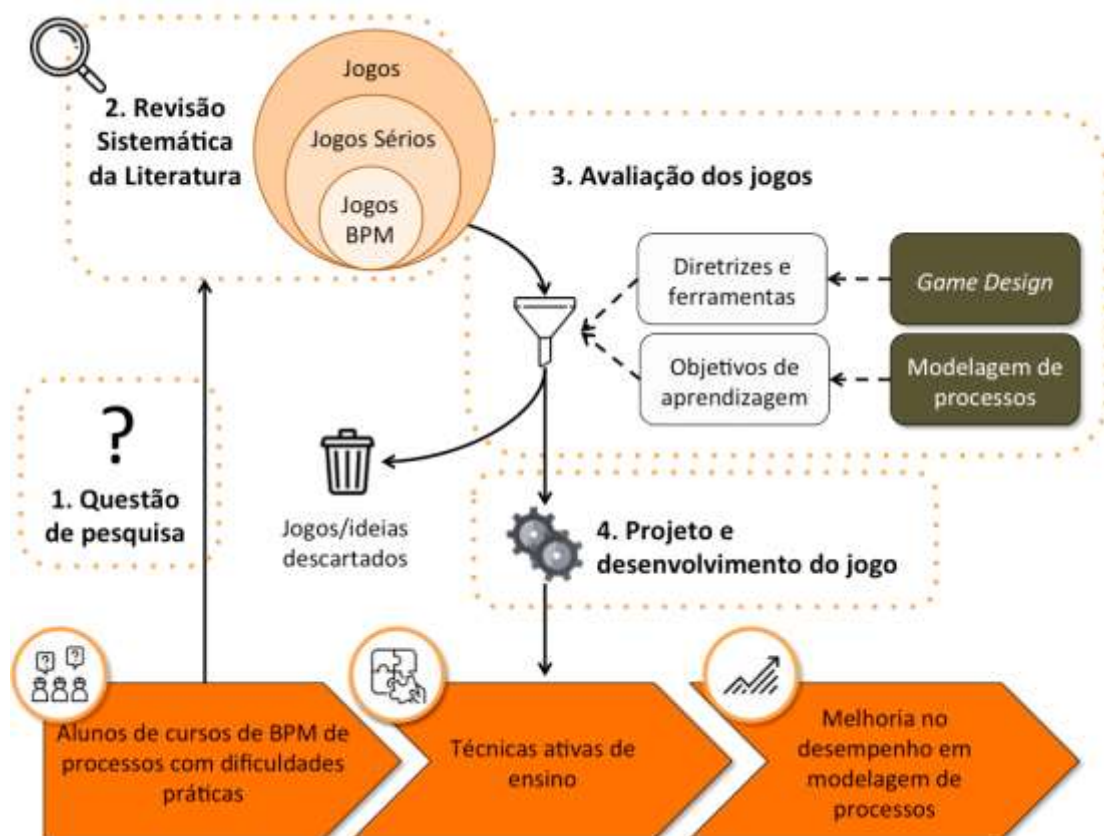 Jogos
Jogos Sérios
Jogos
BPM
2. Revisão
Sistemática
da Literatura
3. Avaliação dos jogos
Diretrizes e
ferramentas
Game Design
Objetivos de
aprendizagem
Modelagem de
processos
?
1. Questão
de pesquisa
Jogos/ideias
descartados
4. Projeto e
desenvolvimento do jogo
? ?
Alunos de cursos de BPM de
processos com dificuldades
práticas
Técnicas ativas de
ensino
Melhoria no
desempenho em
modelagem de
processos